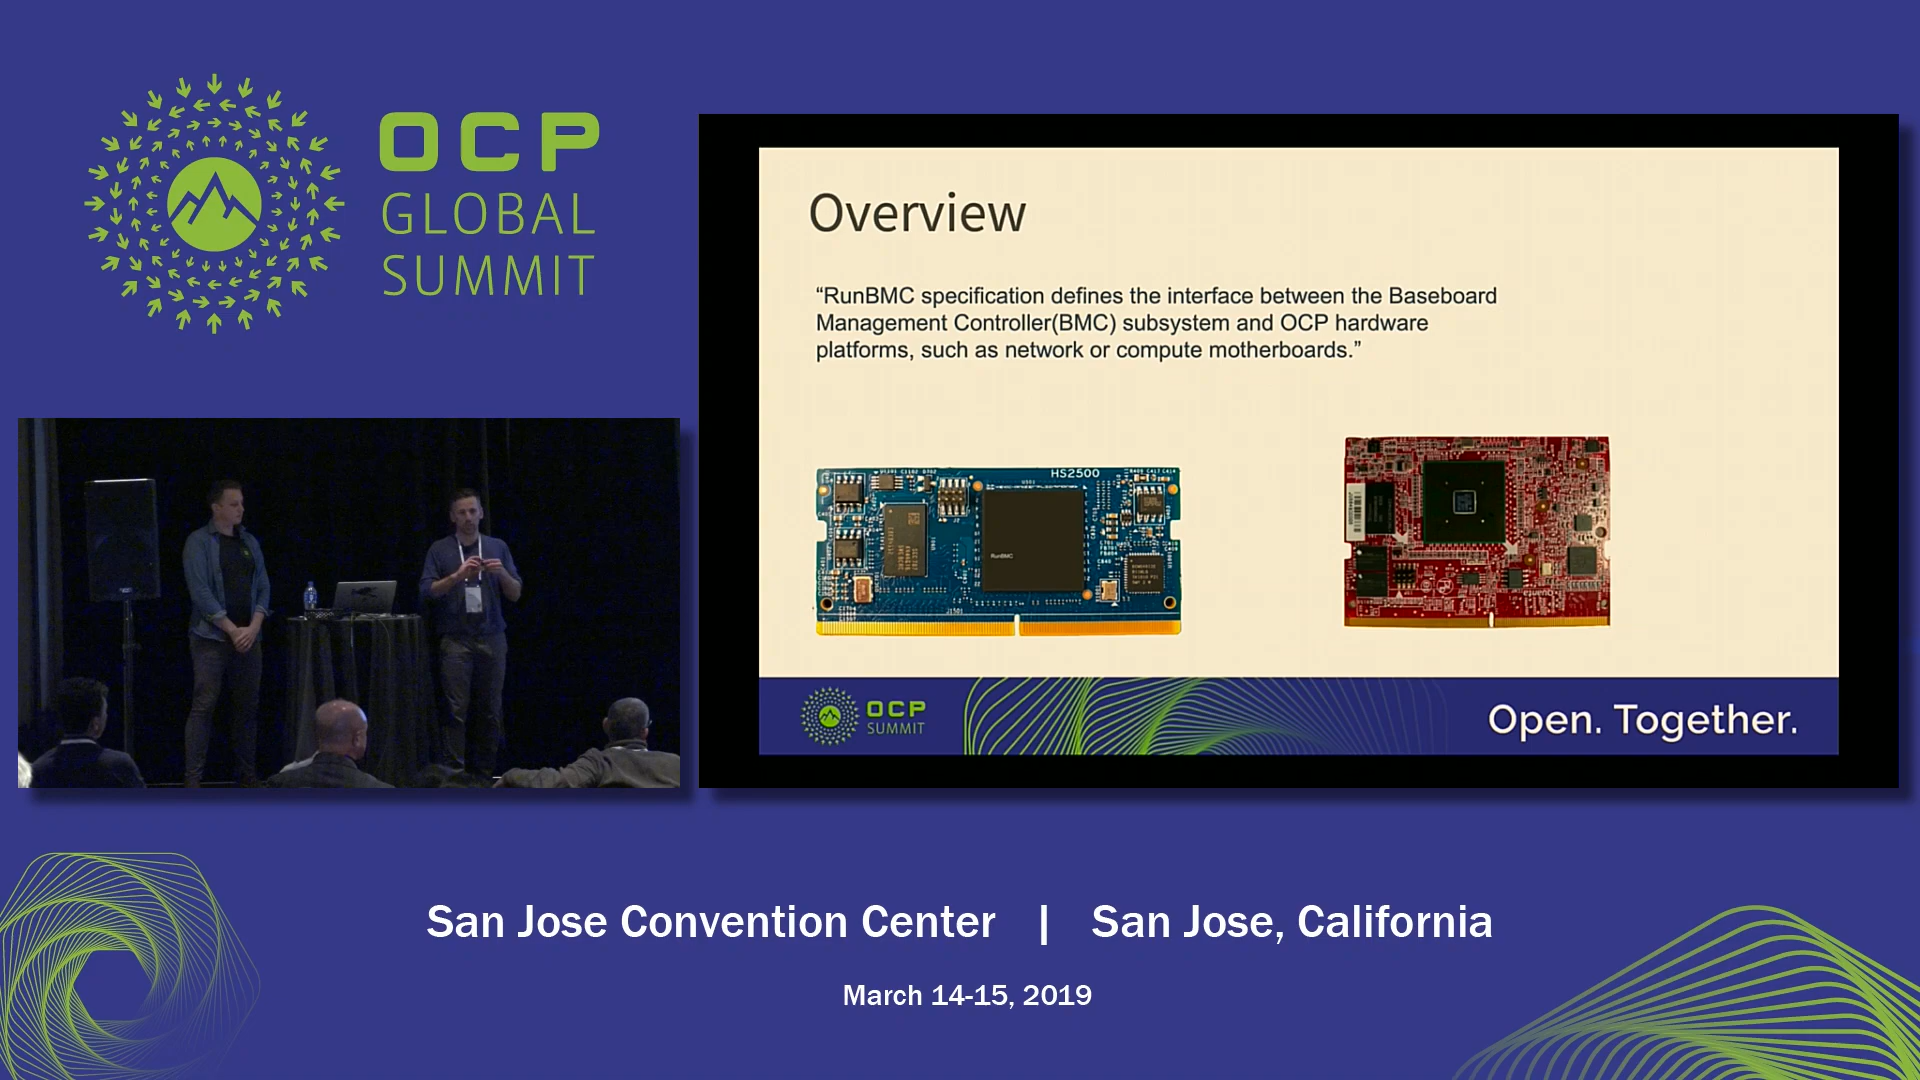 OCP
GLOBAL
SUMMIT
Overview
“RunBMC specification defines the interface between the Baseboard
Management Controller(BMC) subsystem and OCP hardware
platforms, such as network or compute motherboards.”
HS2500
RunBMC
OCP
SUMMIT
Open. Together.
San Jose Convention Center | San Jose, California
March 14-15, 2019